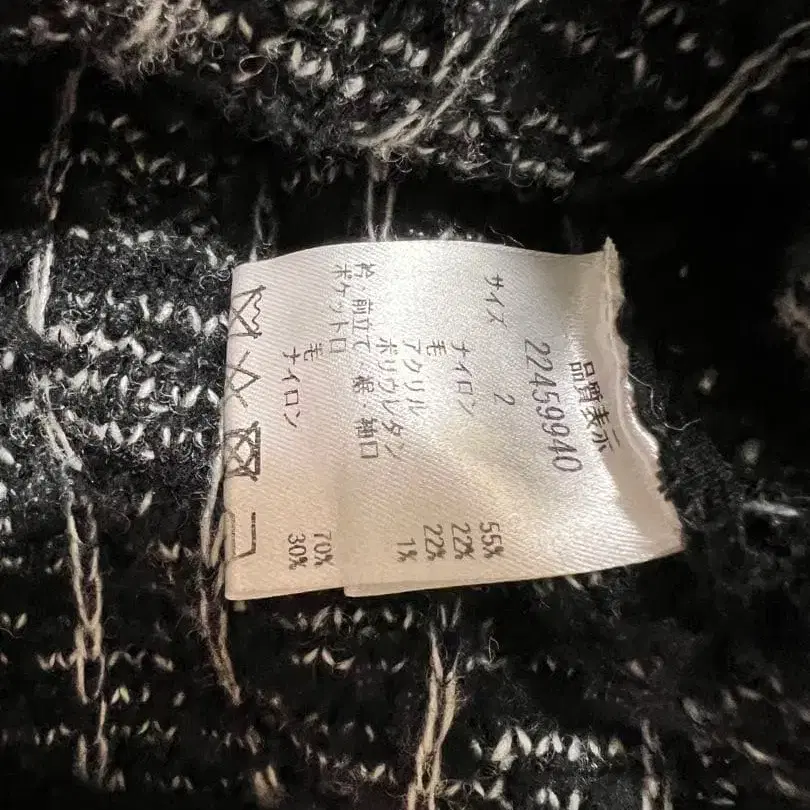 品質表示
22459940
サイズ 2
ナイロン 55%
毛 22%
アクリル 22%
ポリウレタン 1%
衿・前立て 裾 袖口
ポケット口
毛 70%
ナイロン 30%